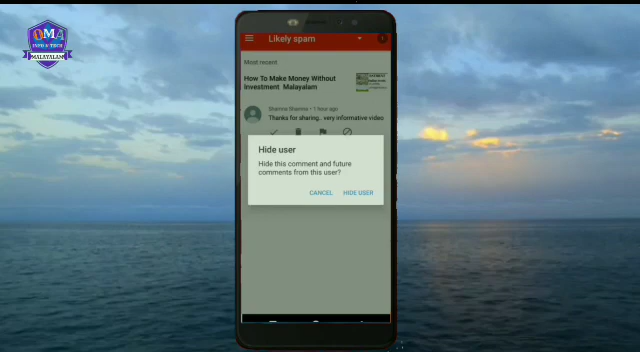 OMA
INFO & TECH
MALAYALAM
Likely spam
Most recent
How To Make Money Without
Investment Malayalam
Shamna Shamna • 1 hour ago
Thanks for sharing.. very informative video
Hide user
Hide this comment and future
comments from this user?
CANCEL
HIDE USER